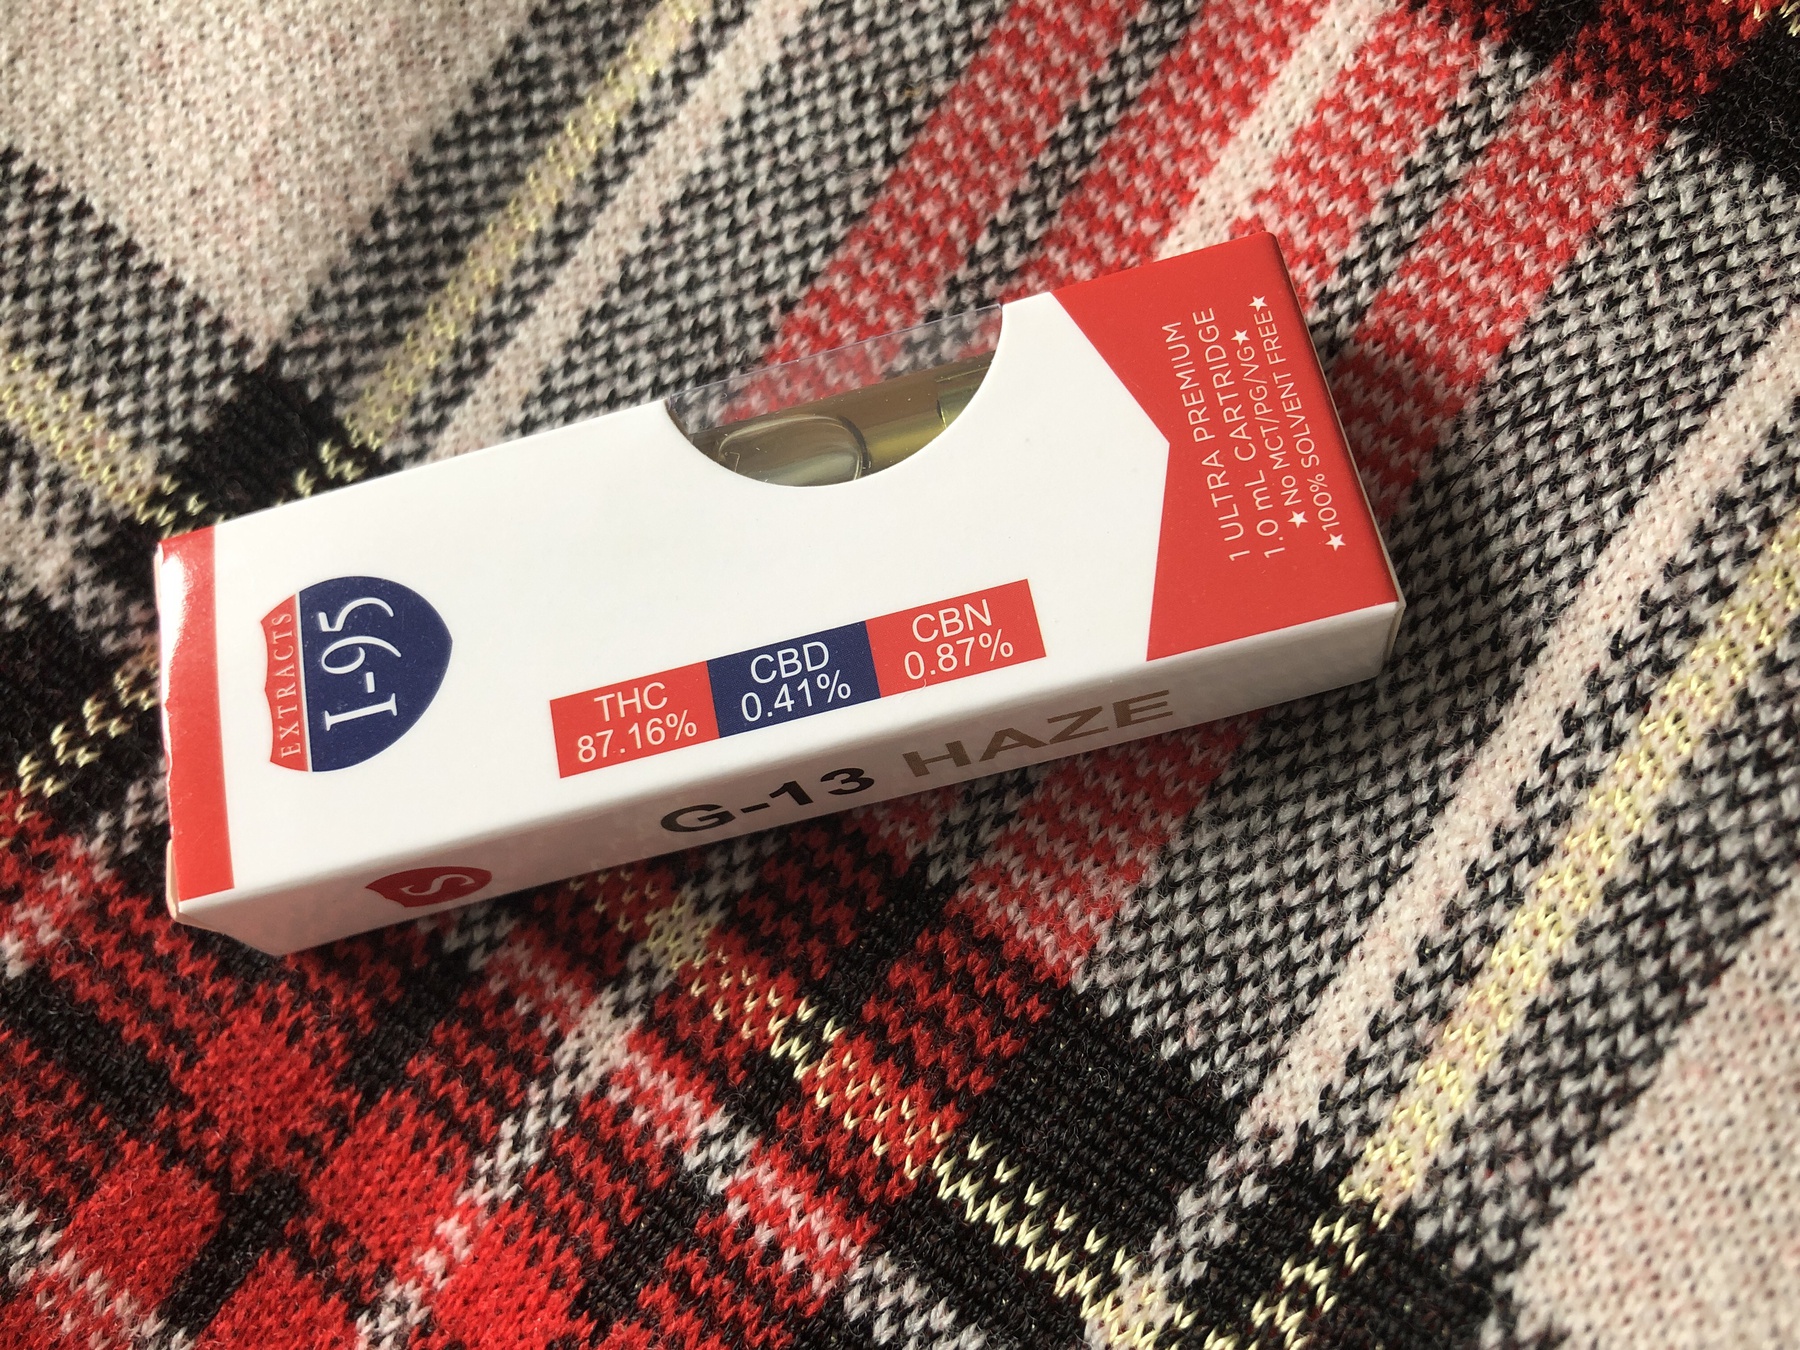 EXTRACTS
I-95
THC
87.16%
CBD
0.41%
CBN
0.87%
1 ULTRA PREMIUM
1.0 mL CARTRIDGE
★No MCT/PG/VG★
★100% SOLVENT FREE★
S
G-13 HAZE